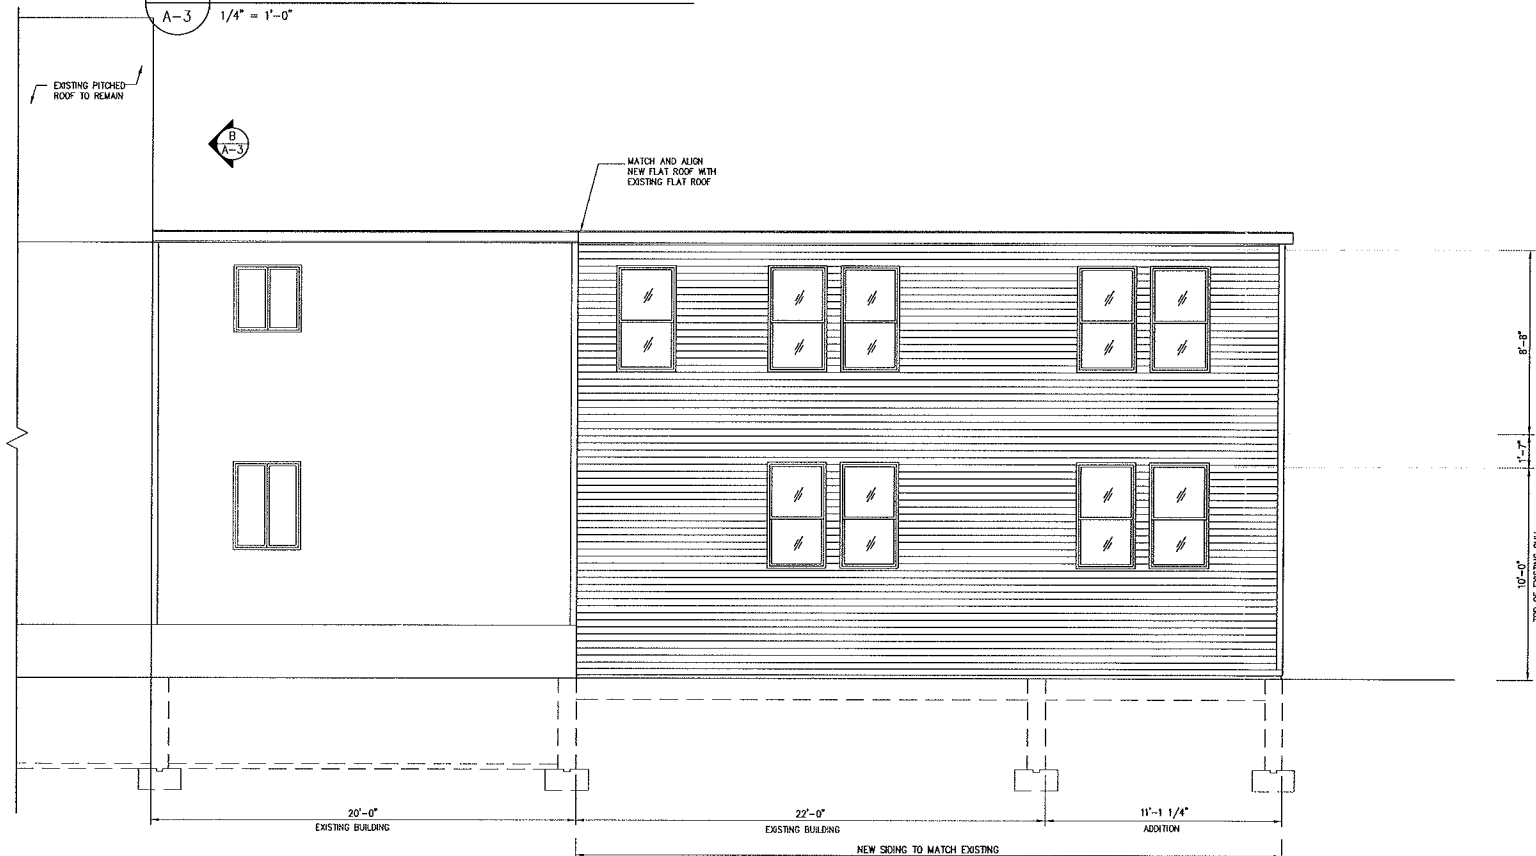 A-3
1/4" = 1'-0"
EXISTING PITCHED
ROOF TO REMAIN
B
A-3
MATCH AND ALIGN
NEW FLAT ROOF WITH
EXISTING FLAT ROOF
8'-8"
1'-7"
10'-0"
20'-0"
EXISTING BUILDING
22'-0"
EXISTING BUILDING
11'-1 1/4"
ADDITION
NEW SIDING TO MATCH EXISTING